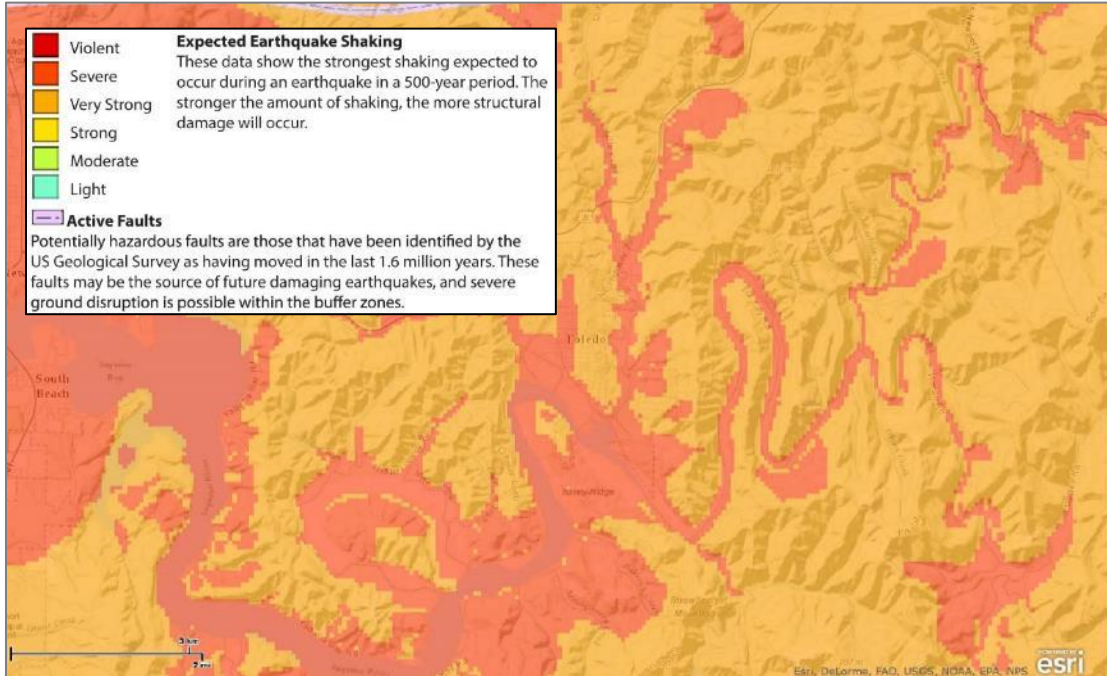 Violent
Severe
Very Strong
Strong
Moderate
Light
Expected Earthquake Shaking
These data show the strongest shaking expected to
occur during an earthquake in a 500-year period. The
stronger the amount of shaking, the more structural
damage will occur.
Active Faults
Potentially hazardous faults are those that have been identified by the
US Geological Survey as having moved in the last 1.6 million years. These
faults may be the source of future damaging earthquakes, and severe
ground disruption is possible within the buffer zones.
Toledo
South
Beach
Esri, DeLorme, FAO, USGS, NOAA, EPA, NPS
esri